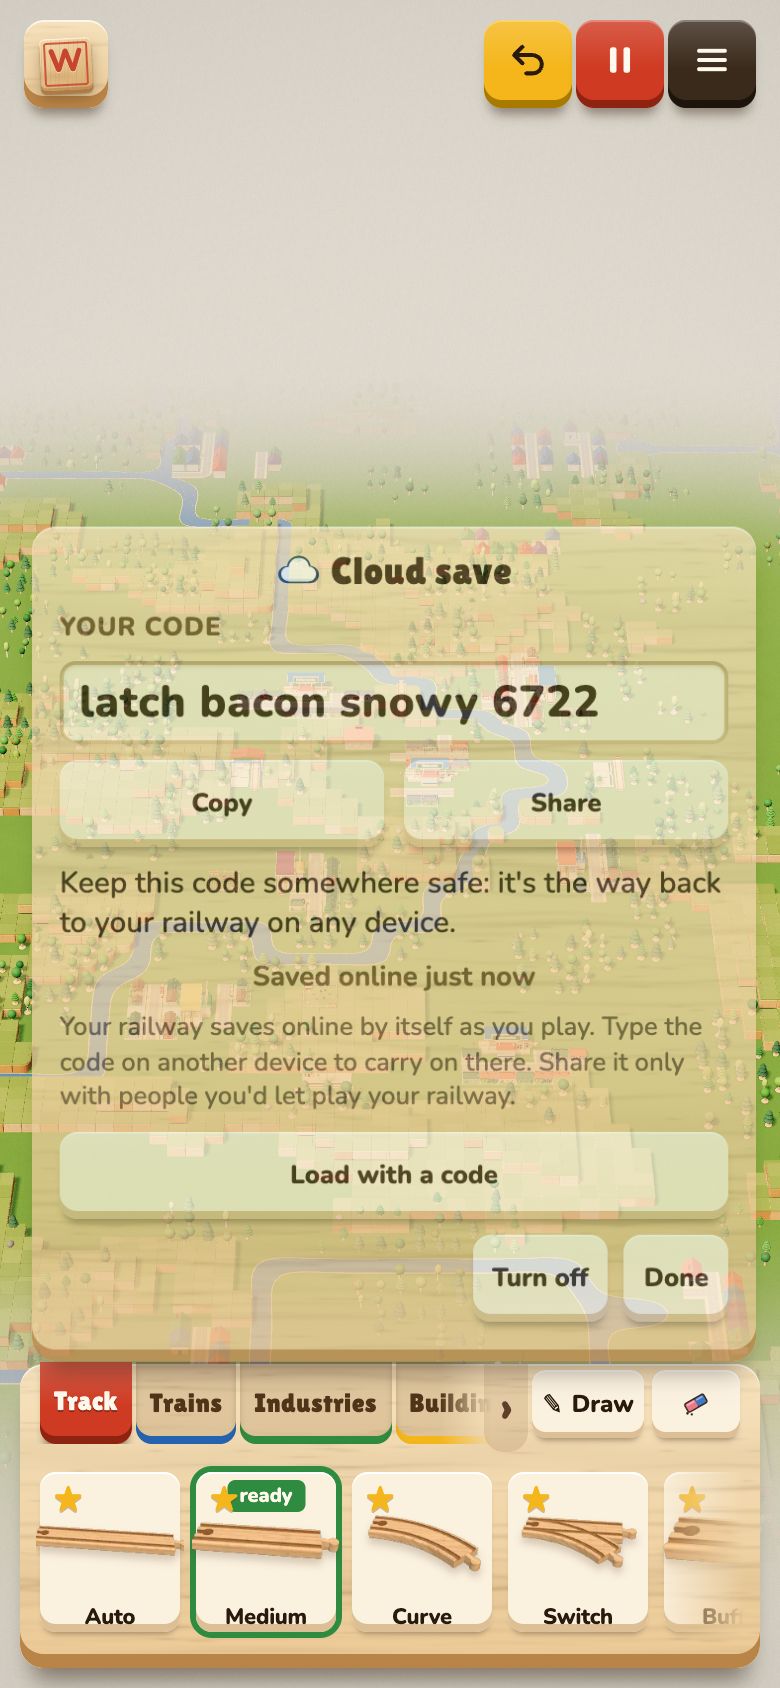 W
Cloud save
YOUR CODE
latch bacon snowy 6722
Copy
Share
Keep this code somewhere safe: it's the way back
to your railway on any device.
Saved online just now
Your railway saves online by itself as you play. Type the
code on another device to carry on there. Share it only
with people you'd let play your railway.
Load with a code
Turn off
Done
Track
Trains
Industries
Buildin
Draw
ready
Auto
Medium
Curve
Switch
Buf